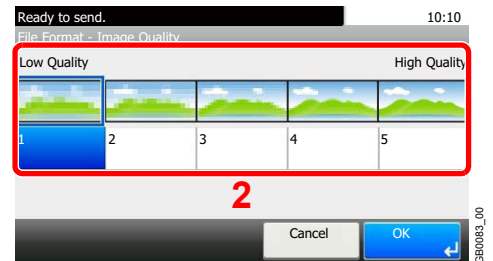 Ready to send. 10:10
File Format - Image Quality
Low Quality High Quality
1 2 3 4 5
2
Cancel OK
GB0083_00